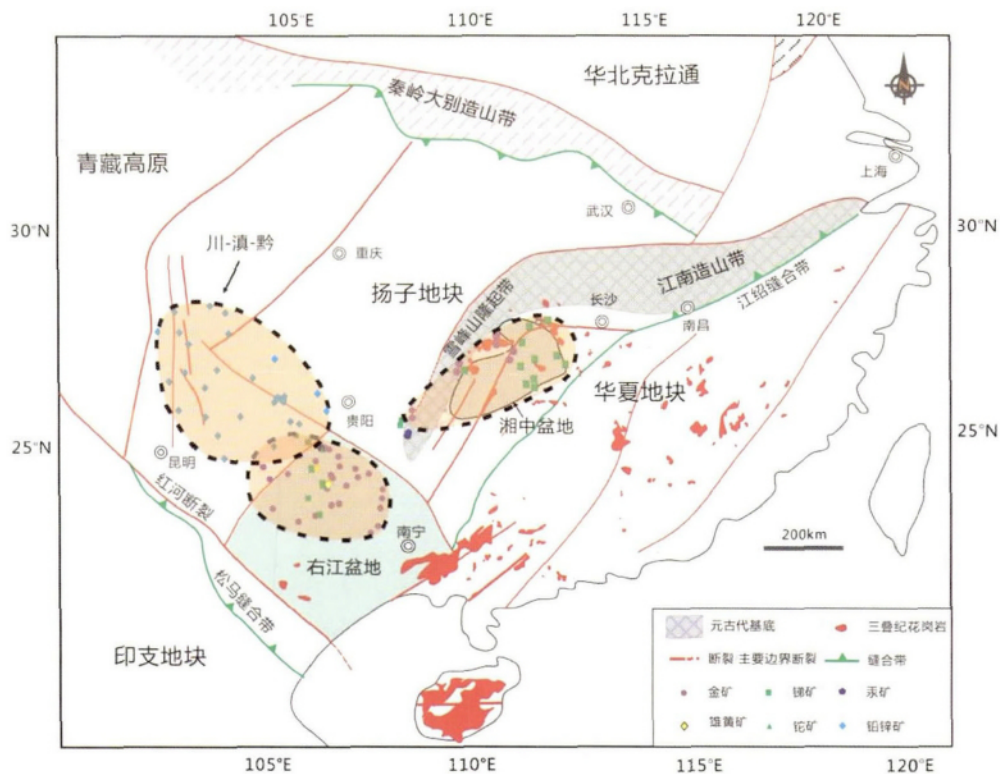 105°E
110°E
115°E
120°E
华北克拉通
秦岭大别造山带
青藏高原
上海
武汉
30°N
30°N
川-滇-黔
重庆
扬子地块
江南造山带
江绍缝合带
雪峰山隆起带
长沙
南昌
华夏地块
贵阳
湘中盆地
25°N
25°N
昆明
红河断裂
南宁
200km
右江盆地
松马缝合带
印支地块
元古代基底
三叠纪花岗岩
断裂 主要边界断裂
缝合带
金矿
锑矿
汞矿
雄黄矿
铊矿
铅锌矿
105°E
110°E
115°E
120°E